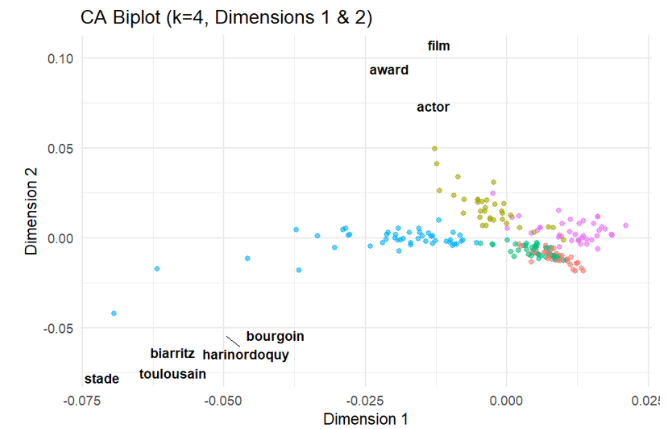 CA Biplot (k=4, Dimensions 1 & 2)
film
0.10
award
actor
0.05
Dimension 2
0.00
-0.05
bourgoin
biarritz harinordoquy
toulousain
stade
-0.075 -0.050 -0.025 0.000 0.025
Dimension 1